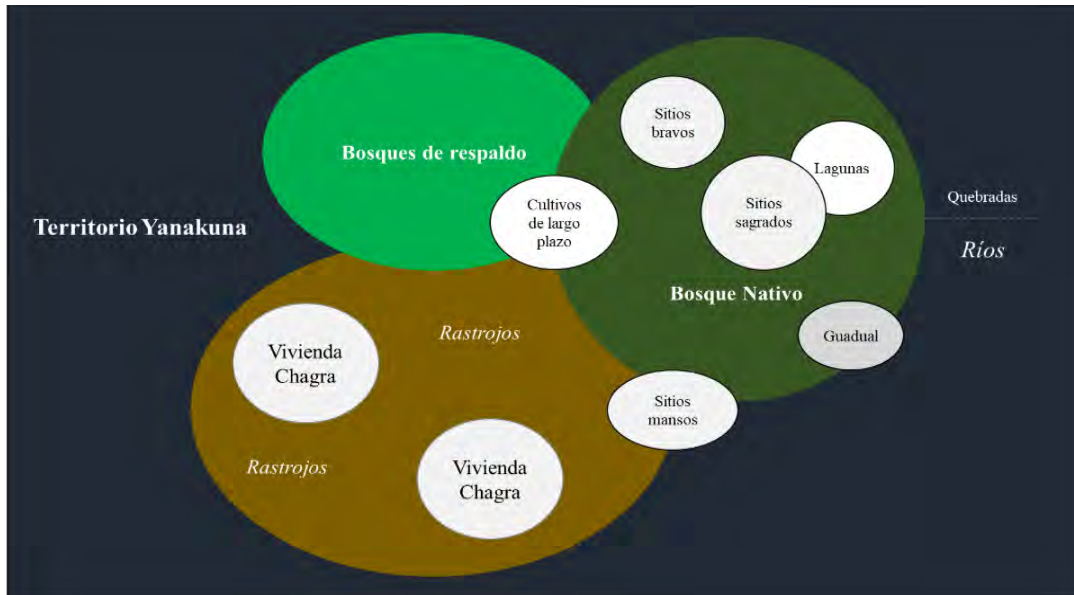 Bosques de respaldo
Territorio Yanakuna
Cultivos
de largo
plazo
Sitios
bravos
Lagunas
Sitios
sagrados
Bosque Nativo
Quebradas
Ríos
Guadual
Sitios
mansos
Rastrojos
Vivienda
Chagra
Rastrojos
Vivienda
Chagra